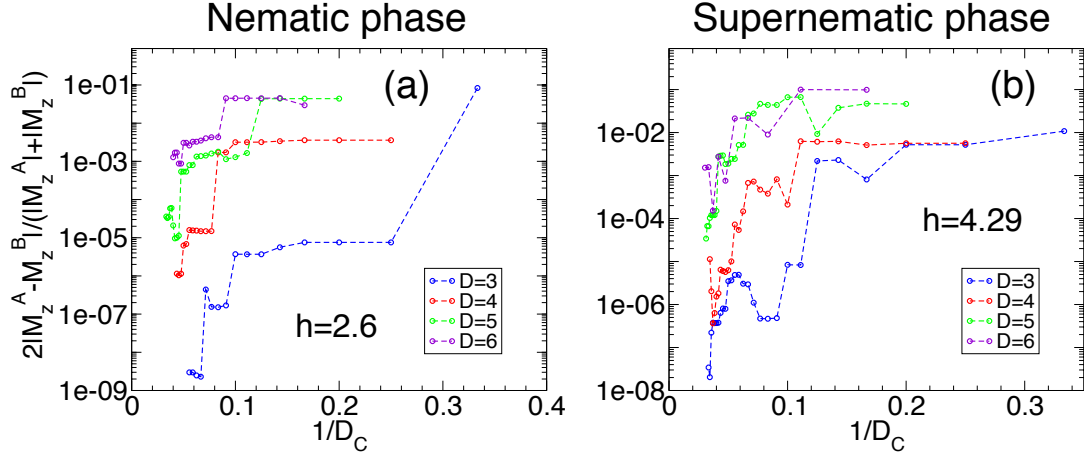 Nematic phase
Supernematic phase
2|M_z^A-M_z^B|/(|M_z^A|+|M_z^B|)
1e-01
1e-03
1e-05
1e-07
1e-09
(a)
h=2.6
D=3
D=4
D=5
D=6
0
0.1
0.2
0.3
0.4
1/D_C
1e-02
1e-04
1e-06
1e-08
(b)
h=4.29
D=3
D=4
D=5
D=6
0
0.1
0.2
0.3
1/D_C